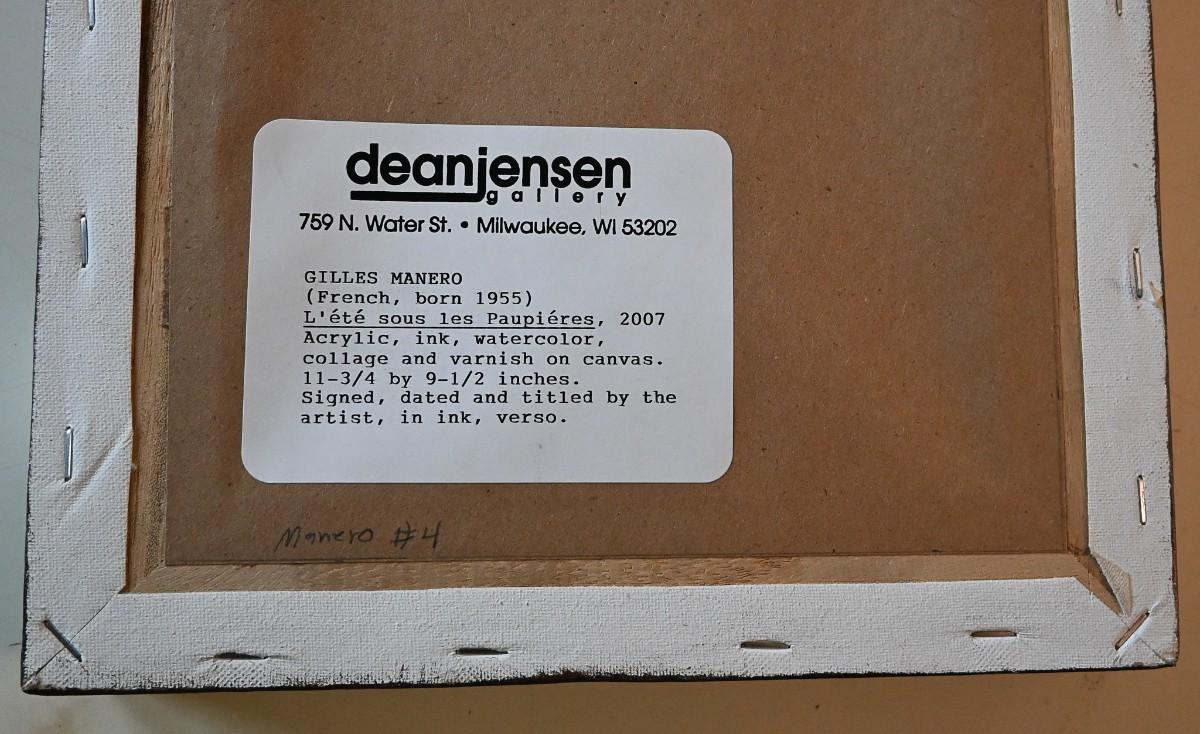 deanjensen
gallery
759 N. Water St. • Milwaukee, WI 53202
GILLES MANERO
(French, born 1955)
L'été sous les Paupiéres, 2007
Acrylic, ink, watercolor,
collage and varnish on canvas.
11-3/4 by 9-1/2 inches.
Signed, dated and titled by the
artist, in ink, verso.
Manero #4